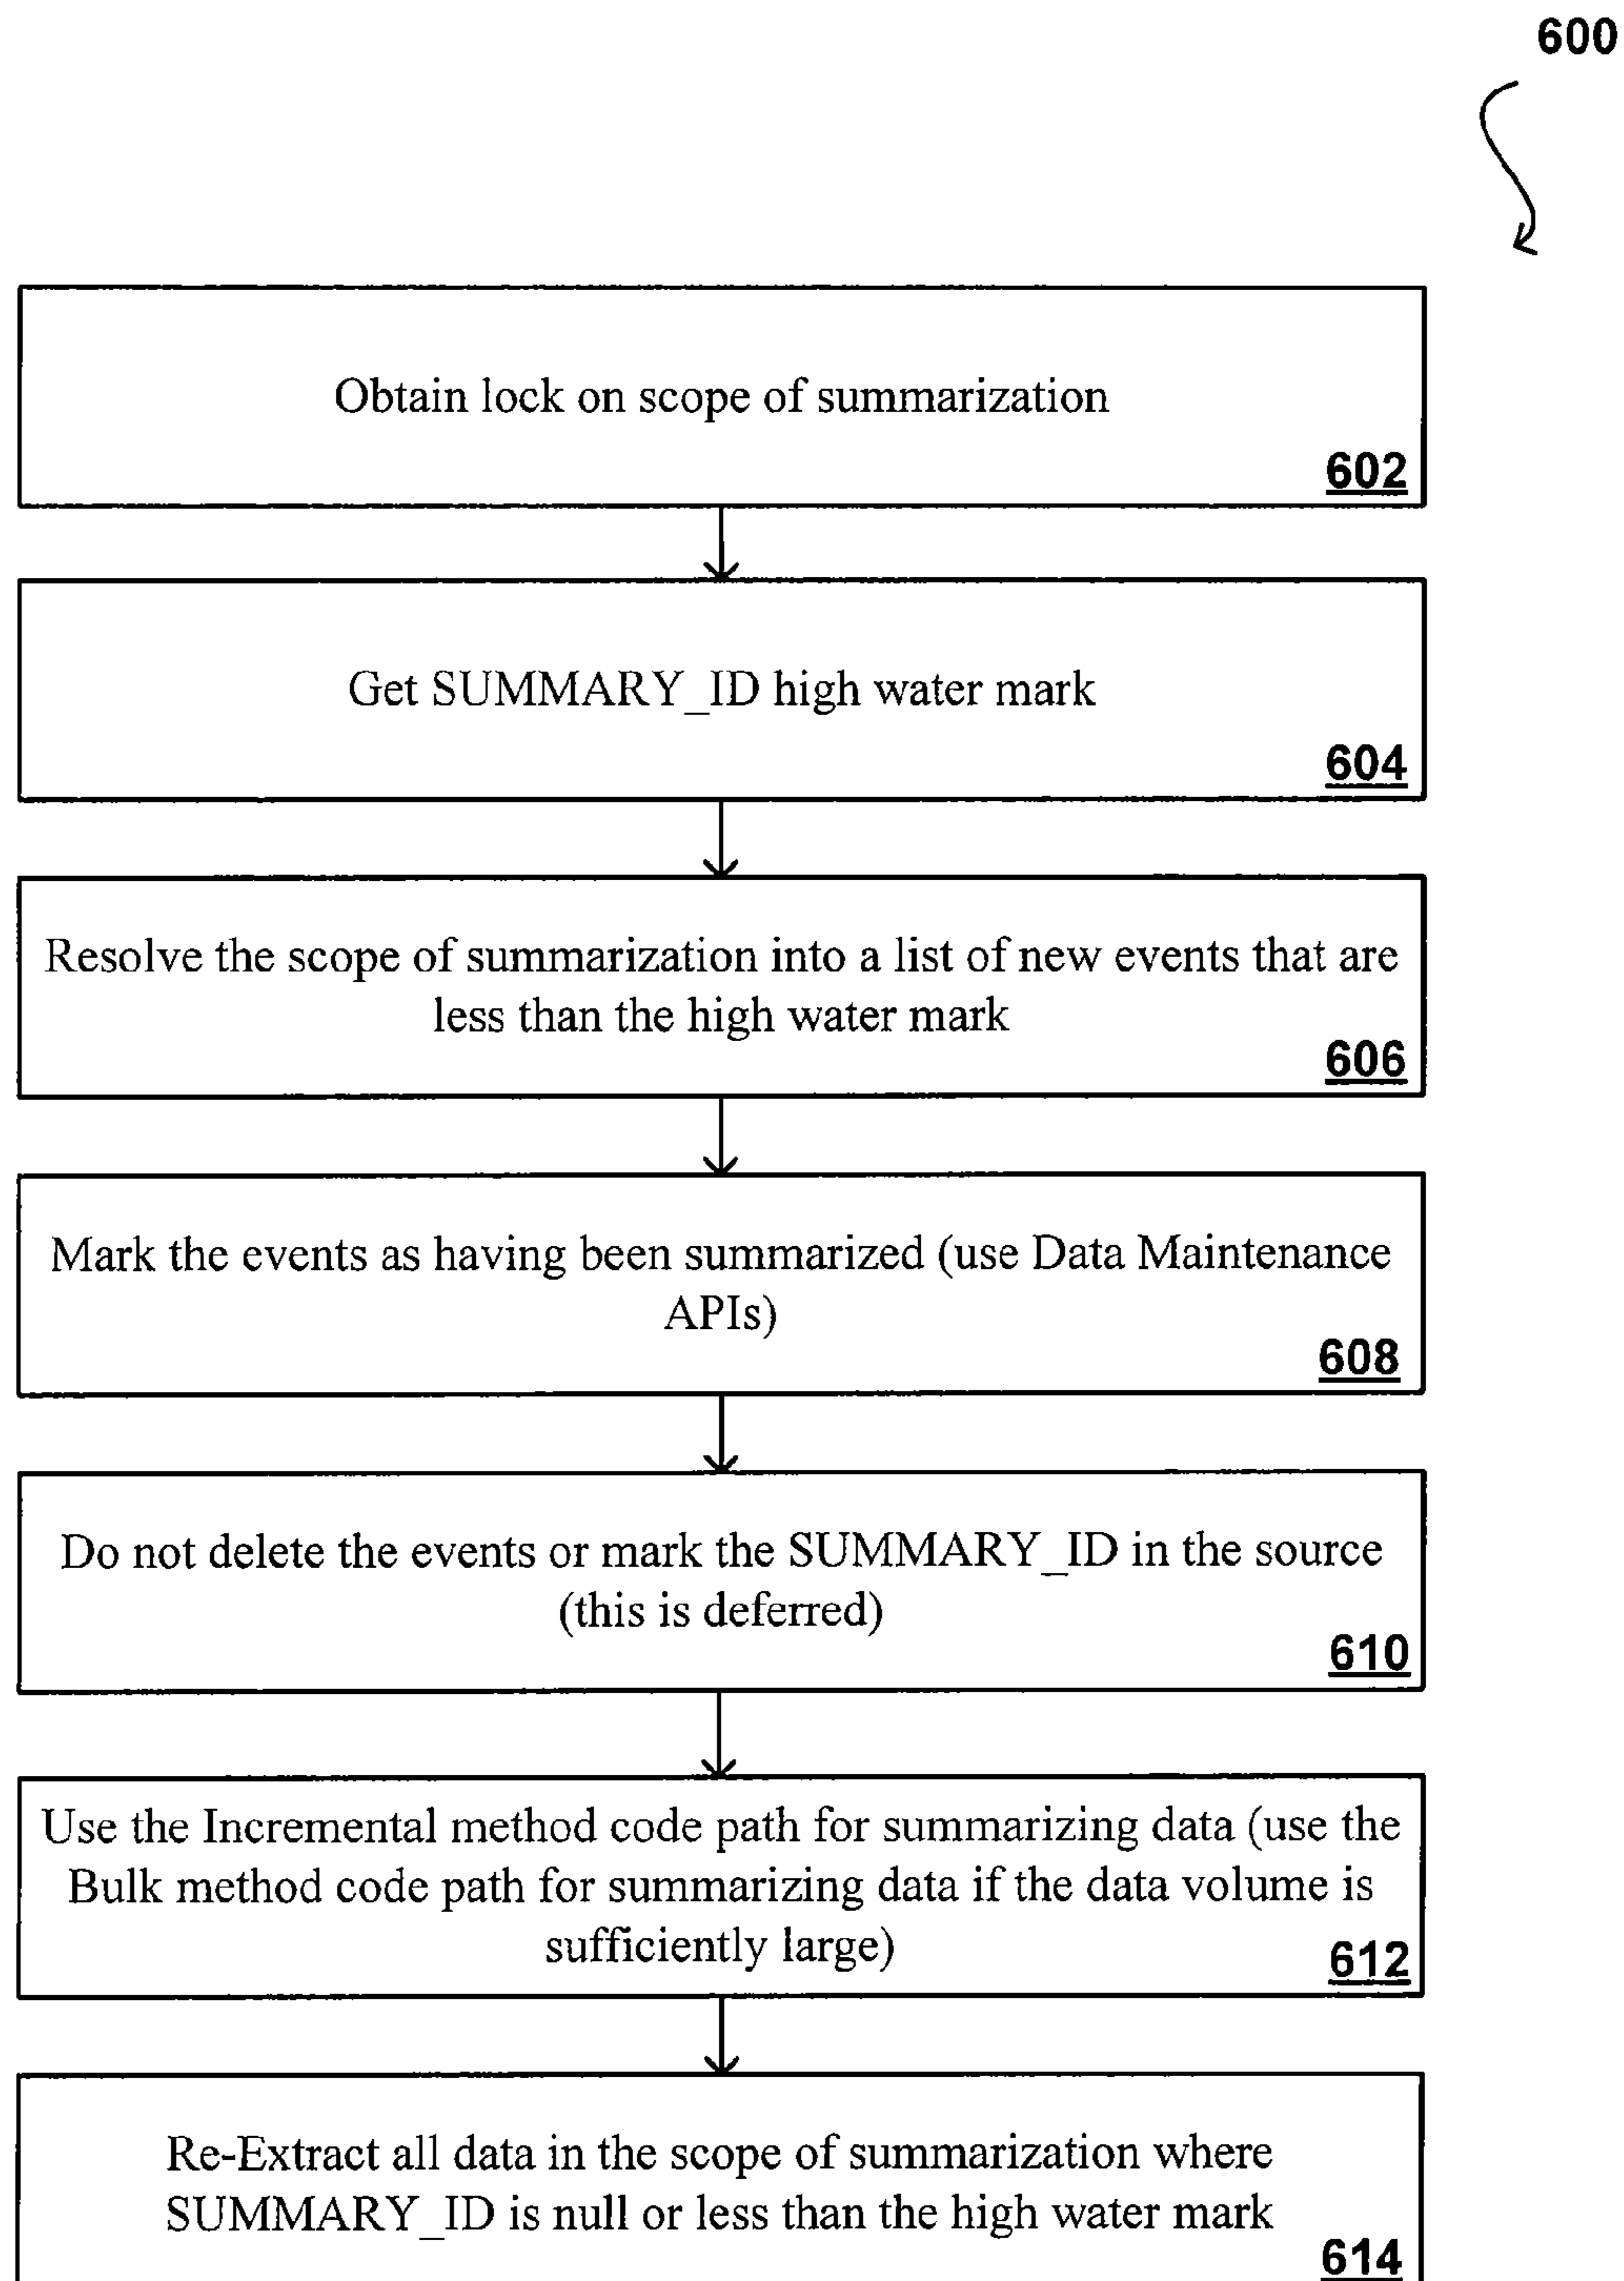 600
Obtain lock on scope of summarization
602
Get SUMMARY_ID high water mark
604
Resolve the scope of summarization into a list of new events that are
less than the high water mark
606
Mark the events as having been summarized (use Data Maintenance
APIs)
608
Do not delete the events or mark the SUMMARY_ID in the source
(this is deferred)
610
Use the Incremental method code path for summarizing data (use the
Bulk method code path for summarizing data if the data volume is
sufficiently large)
612
Re-Extract all data in the scope of summarization where
SUMMARY_ID is null or less than the high water mark
614